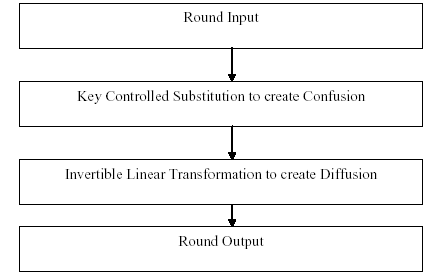 Round Input
Key Controlled Substitution to create Confusion
Invertible Linear Transformation to create Diffusion
Round Output